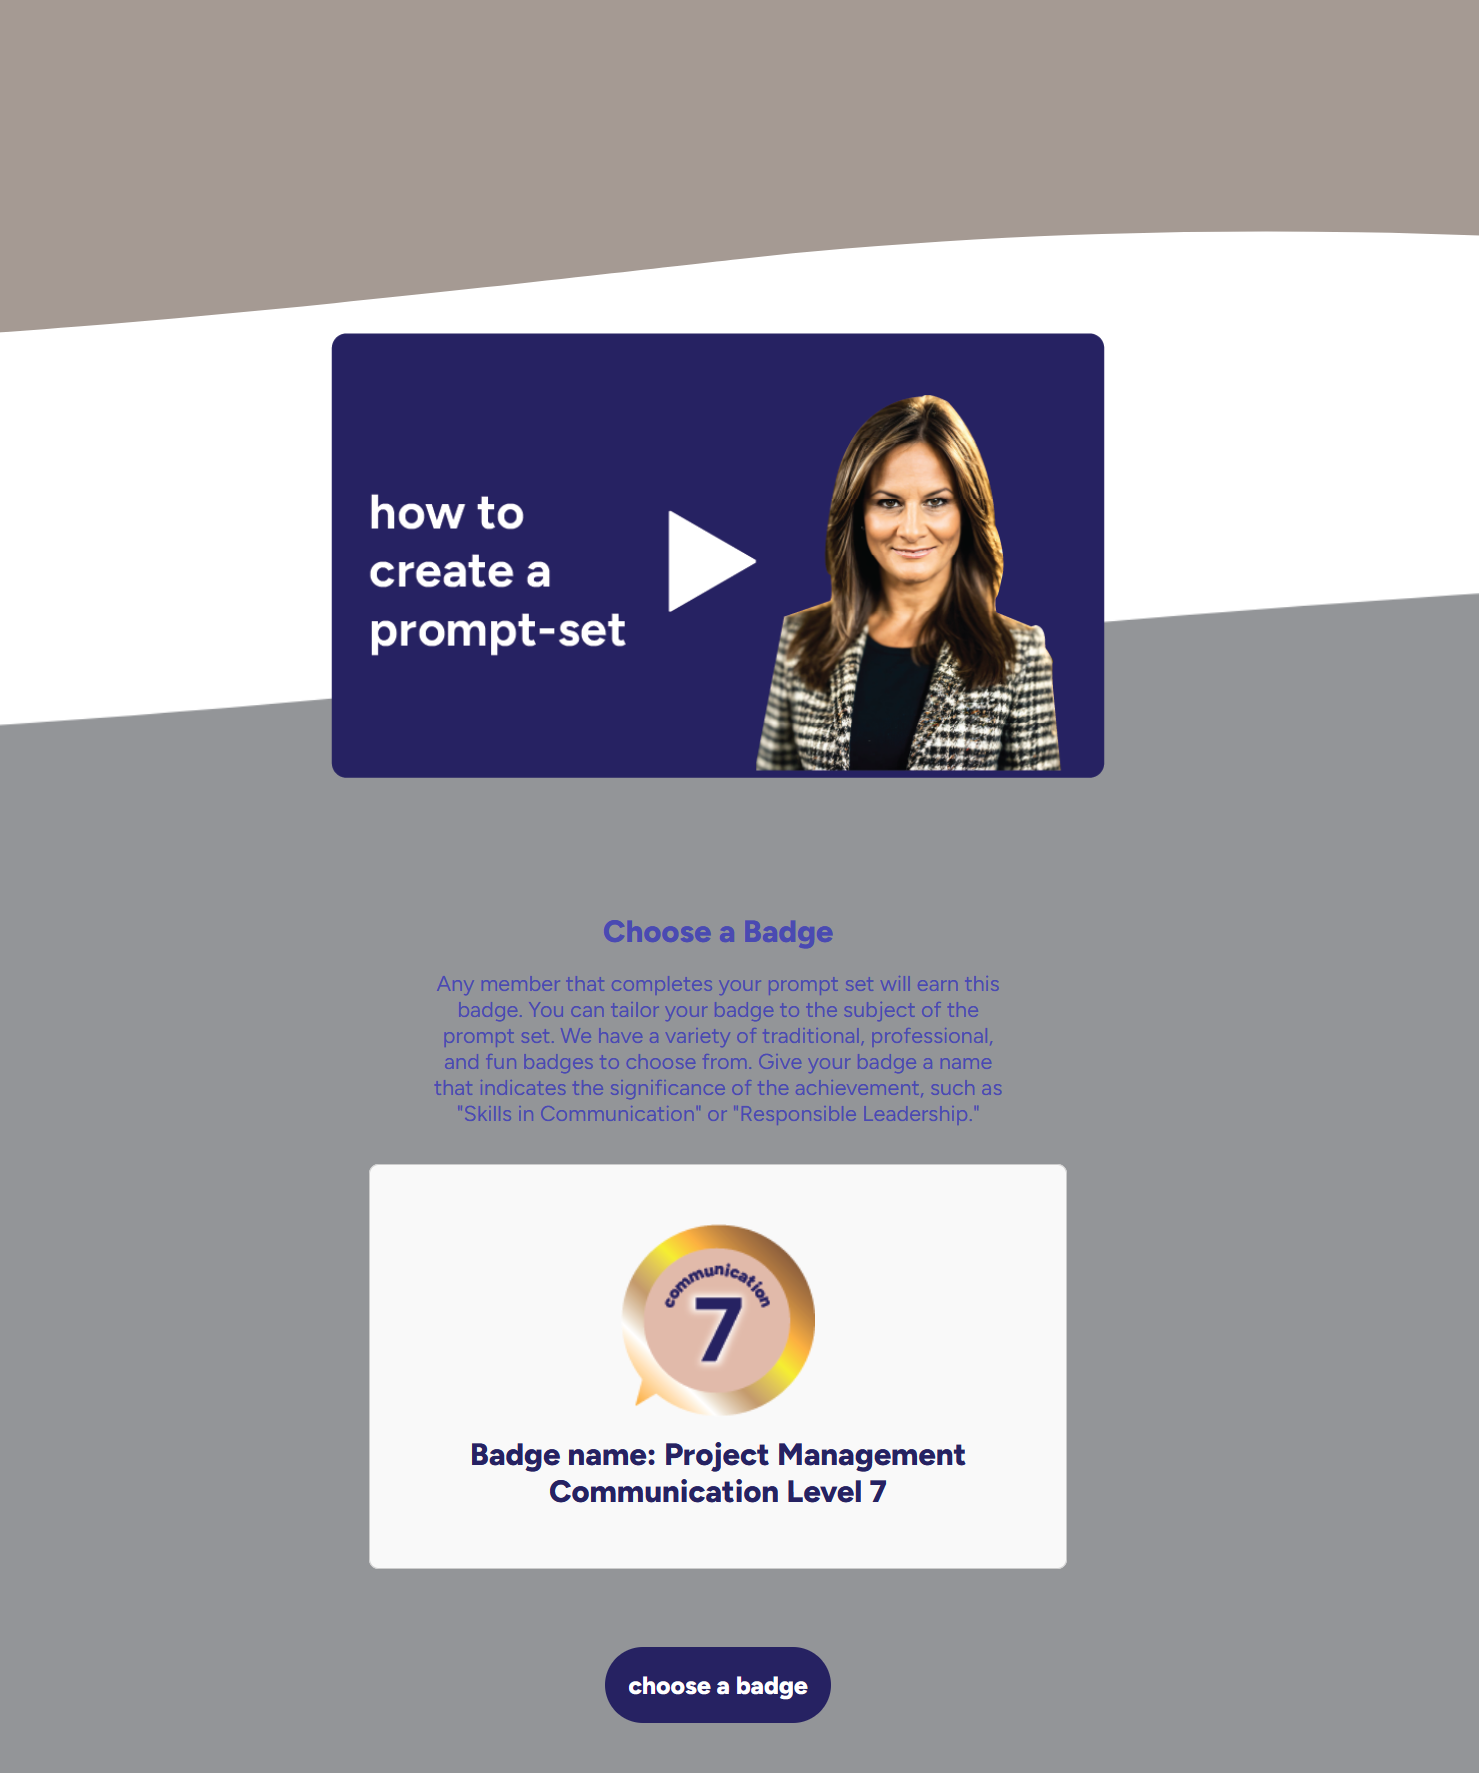 how to
create a
prompt-set
Choose a Badge
Any member that completes your prompt set will earn this
badge. You can tailor your badge to the subject of the
prompt set. We have a variety of traditional, professional,
and fun badges to choose from. Give your badge a name
that indicates the significance of the achievement, such as
"Skills in Communication" or "Responsible Leadership."
communication
7
Badge name: Project Management
Communication Level 7
choose a badge